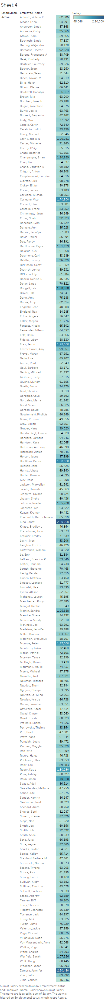 Sheet 4
Employmen.. Employee_Name Salary
45,046 2,50,000
Active Adinolfi, Wilson K 62,506
Alagbe,Trina 64,991
Anderson, Linda 57,568
Andreola, Colby 95,660
Athwal, Sam 59,365
Bachiochi, Linda 47,837
Bacong, Alejandro 50,178
Barbossa, Hector 92,328
Barone, Francesco A 58,709
Beak, Kimberly 70,131
Beatrice, Courtney 59,026
Becker, Scott 53,250
Bernstein, Sean 51,044
Biden, Lowan M 64,919
Billis, Helen 62,910
Blount, Dianna 66,441
Boutwell, Bonalyn 1,06,367
Brown, Mia 63,000
Buccheri, Joseph 65,288
Bugali, Josephine 64,375
Burke, Joelle 63,763
Burkett, Benjamin 62,162
Cady, Max 77,692
Candie, Calvin 72,640
Carabbio, Judith 93,396
Carey, Michael 52,846
Carr, Claudia N 1,00,031
Carter, Michelle 71,860
Carthy, B'rigit 55,315
Chace, Beatrice 61,656
Champaigne, Brian 1,10,929
Chan, Lin 54,237
Chang, Donovan E 60,380
Chigurh, Anton 66,808
Cierpiszewski, Caroline 64,816
Clayton, Rick 68,678
Clukey, Elijian 50,373
Cockel, James 63,108
Corleone, Michael 68,051
Corleone, Vito 1,70,500
Cornett, Lisa 63,381
Costello, Frank 83,552
Crimmings, Jean 56,149
Cross, Noah 92,329
Daneault, Lynn 65,729
Daniele, Ann 85,028
Darson, Jene'ya 57,583
Davis, Daniel 56,294
Dee, Randy 56,991
Del Bosque, Keyla 1,01,199
Delarge, Alex 61,568
Desimone, Carl 53,189
DeVito, Tommy 96,820
Dickinson, Geoff 51,259
Dietrich, Jenna 59,231
DiNocco, Lily 61,584
Dobrin, Denisa S 46,335
Dolan, Linda 70,621
Dougall, Eric 1,38,888
Driver, Elle 74,241
Dunn, Amy 75,188
Dunne, Amy 62,514
Engdahl, Jean 48,888
England, Rex 54,285
Erilus, Angela 56,847
Faller, Megan 71,776
Fancett, Nicole 65,902
Fernandes, Nilson 64,057
Fett, Boba 53,366
Fidelia, Libby 58,530
Foss, Jason 1,78,000
Foster-Baker, Amy 99,351
Fraval, Maruk 67,251
Galia, Lisa 65,707
Garcia, Raul 52,249
Gaul, Barbara 53,171
Gentry, Mildred 51,337
Girifalco, Evelyn 57,815
Givens, Myriam 61,555
Goeth, Amon 74,679
Gold, Shenice 53,018
Gonzalez, Cayo 59,892
Gonzalez, Maria 61,242
Good, Susan 66,825
Gordon, David 48,285
Gosciminski, Phylicia 66,149
Goyal, Roxana 49,256
Gray, Elijiah 62,957
Gruber, Hans 99,020
Handschiegl, Joanne 54,828
Hankard, Earnest 64,246
Harrison, Kara 62,065
Heitzman, Anthony 46,998
Hitchcock, Alfred 70,545
Horton, Jayne 97,999
Houlihan, Debra 1,80,000
Hudson, Jane 55,425
Hunts, Julissa 69,340
Hutter, Rosalie 64,995
Ivey, Rose 51,908
Jackson, Maryellen 61,242
Jacobi, Hannah 45,069
Jeannite, Tayana 60,724
Jhaveri, Sneha 60,436
Johnson, Noelle 1,05,700
Johnston, Yen 63,322
Keatts, Kramer 50,482
Khemmich, Bartholemew 65,310
King, Janet 2,50,000
Knapp, Bradley J 46,654
Kretschmer, John 63,973
Kreuger, Freddy 71,339
Lajiri, Jyoti 93,206
Langton, Enrico 46,120
LaRotonda, William 64,520
Le, Binh 81,584
LeBlanc, Brandon R 93,046
Lecter, Hannibal 64,738
Leruth, Giovanni 70,468
Liebig, Ketsia 77,915
Linden, Mathew 63,450
Lindsay, Leonara 51,777
Lunquist, Lisa 73,330
Lydon, Allison 52,057
Mahoney, Lauren 45,395
Manchester, Robyn 62,385
Mangal, Debbie 61,349
Martin, Sandra 1,05,688
Maurice, Shana 54,132
Mckenna, Sandy 62,810
McKinzie, Jac 63,291
Medeiros, Jennifer 55,688
Miller, Brannon 83,667
Monkfish, Erasumus 58,207
Monroe, Peter 1,57,000
Monterro, Luisa 72,460
Moran, Patrick 72,106
Morway, Tanya 52,599
Motlagh, Dawn 63,430
Moumanil, Maliki 74,417
Myers, Michael 57,575
Navathe, Kurt 87,921
Newman, Richard 48,495
Ngodup, Shari 52,984
Nguyen, Dheepa 63,695
Nguyen, Lei-Ming 62,061
Nowlan, Kristie 66,738
Onque, Jasmine 63,051
Osturnka, Adeel 47,414
Owad, Clinton 53,060
Ozark, Travis 68,829
Petingill, Shana 74,226
Petrowsky, Thelma 93,554
Pitt, Brad 47,001
Potts, Xana 61,844
Punjabhi, Louis 59,472
Rachael, Maggie 95,920
Ren, Kylo 61,809
Rivera, Haley 46,738
Robinson, Elias 63,353
Roby, Lori 89,883
Roper, Katie 1,50,290
Rose, Ashley 60,627
Roup,Simon 1,40,920
Saada, Adell 86,214
Saar-Beckles, Melinda 47,750
Sahoo, Adil 57,975
Sander, Kamrin 56,147
Sewkumar, Nori 50,923
Shepard, Anita 50,750
Shields, Seffi 52,087
Simard, Kramer 87,826
Singh, Nan 51,920
Smith, Joe 60,656
Smith, John 72,992
Smith, Sade 58,939
Soto, Julia 66,593
Soze, Keyser 87,565
Sparks, Taylor 64,021
Spirea, Kelley 65,714
Stanford,Barbara M 47,961
Stansfield, Norman 58,273
Steans, Tyrone 63,003
Stoica, Rick 61,355
Strong, Caitrin 60,120
Sullivan, Kissy 63,682
Sullivan, Timothy 63,025
Sutwell, Barbara 59,238
Szabo, Andrew 92,989
Tannen, Biff 90,100
Terry, Sharlene 58,370
Tippett, Jeanette 56,339
Torrence, Jack 64,397
Trang, Mei 63,025
Turpin, Jumil 76,029
Valentin,Jackie 57,859
Vega, Vincent 88,976
Villanueva, Noah 55,875
Von Massenbach, Anna 62,068
Walker, Roger 66,541
Wang, Charlie 84,903
Warfield, Sarah 1,07,226
Wolk, Hang T 60,446
Woodson, Jason 65,893
Zamora, Jennifer 2,20,450
Zhou, Julia 89,292
Zima, Colleen 45,046
Sum of Salary broken down by EmploymentStatus
and Employee_Name. Color shows sum of Salary.
The marks are labeled by sum of Salary. The view is
filtered on EmploymentStatus, which keeps Active.